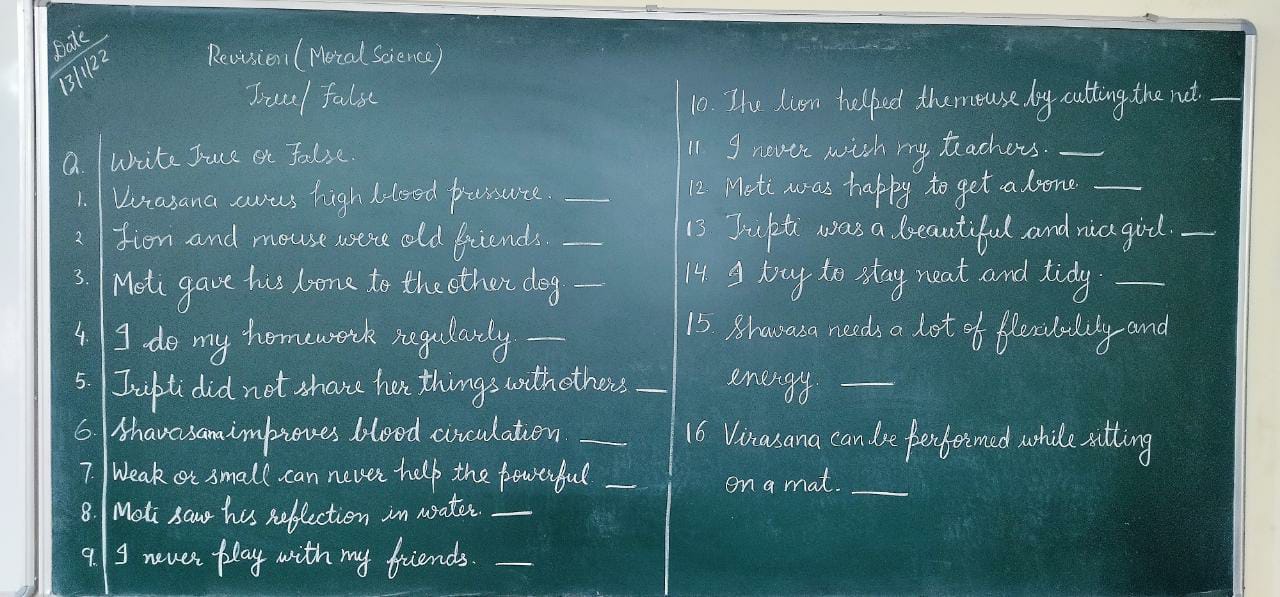 Date
13/1/22
Revision (Moral Science)
True/ False
Q. Write True or False.
1. Virasana cures high blood pressure. ___
2 Lion and mouse were old friends. ___
3. Moti gave his bone to the other dog. ___
4. I do my homework regularly. ___
5. Tripti did not share her things with others ___
6. Shavasana improves blood circulation. ___
7. Weak or small can never help the powerful ___
8. Moti saw his reflection in water. ___
9. I never play with my friends. ___
10. The lion helped the mouse by cutting the net. ___
11. I never wish my teachers. ___
12. Moti was happy to get a bone ___
13. Tripti was a beautiful and nice girl. ___
14. I try to stay neat and tidy. ___
15. Shavasa needs a lot of flexibility and
energy. ___
16 Virasana can be performed while sitting
on a mat. ___